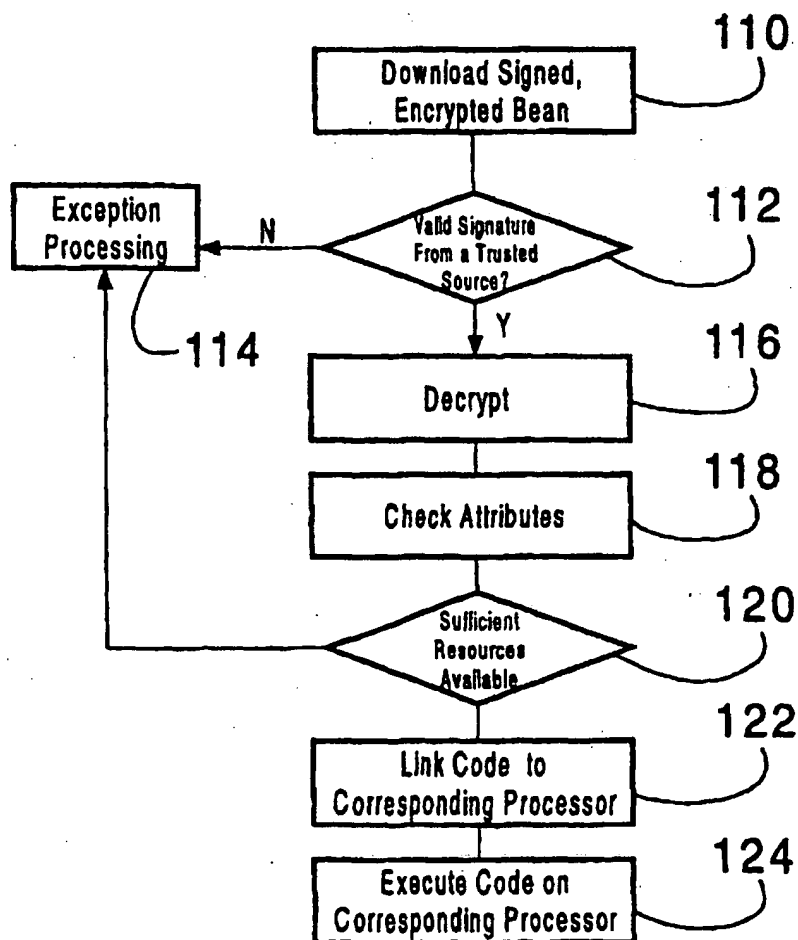 110
Download Signed,
Encrypted Bean
112
Valid Signature
From a Trusted
Source?
N
Exception
Processing
114
Y
116
Decrypt
118
Check Attributes
120
Sufficient
Resources
Available
122
Link Code to
Corresponding Processor
124
Execute Code on
Corresponding Processor